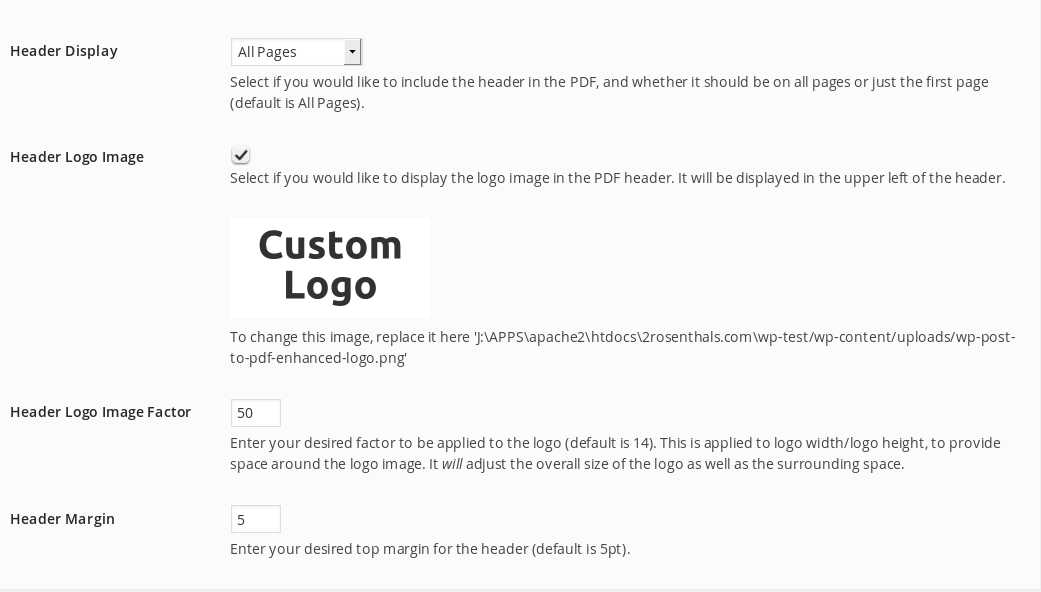 Header Display
All Pages
Select if you would like to include the header in the PDF, and whether it should be on all pages or just the first page
(default is All Pages).
Header Logo Image
Select if you would like to display the logo image in the PDF header. It will be displayed in the upper left of the header.
Custom
Logo
To change this image, replace it here 'J:\APPS\apache2\htdocs\2rosenthals.com\wp-test/wp-content/uploads/wp-post-
to-pdf-enhanced-logo.png'
Header Logo Image Factor
50
Enter your desired factor to be applied to the logo (default is 14). This is applied to logo width/logo height, to provide
space around the logo image. It will adjust the overall size of the logo as well as the surrounding space.
Header Margin
5
Enter your desired top margin for the header (default is 5pt).